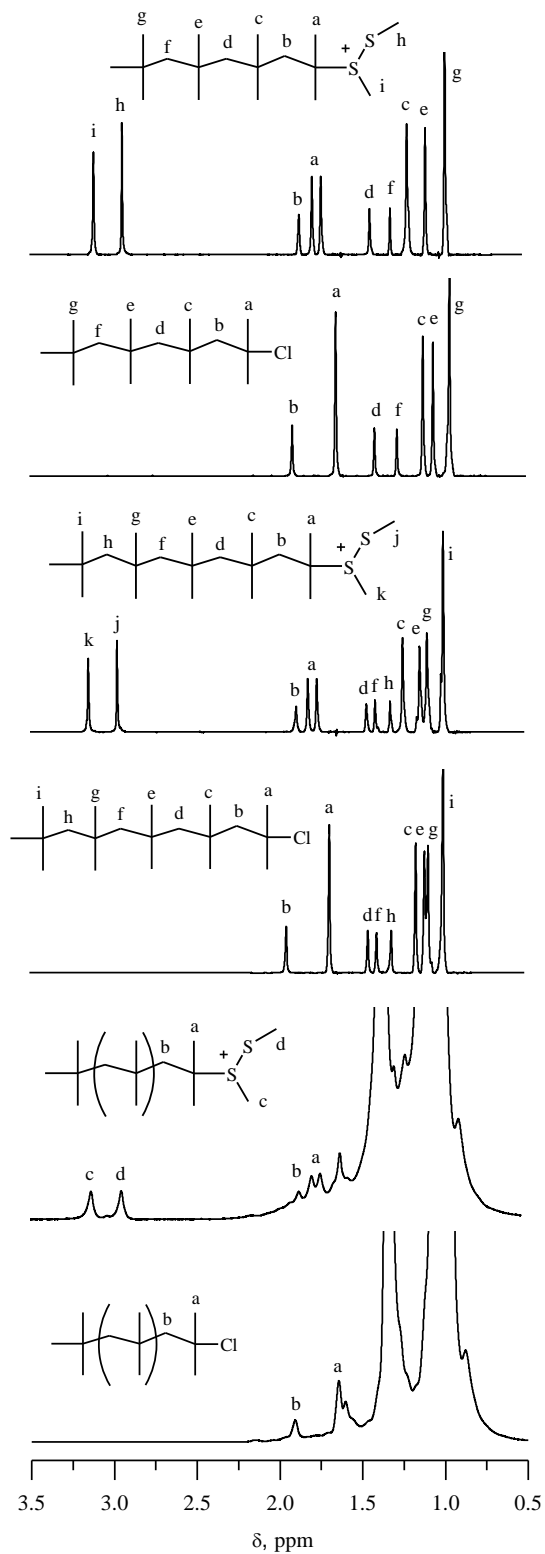 g e c a
f d b + S h
S i
i h b a d f c e g
g e c a
f d b Cl
b a d f c e g
i g e c a
h f d b + S j
S k
k j b a d f h c e g i
i g e c a
h f d b Cl
b a d f h c e g i
a
b + S d
S c
c d b a
a
b Cl
b a
3.5 3.0 2.5 2.0 1.5 1.0 0.5
δ, ppm